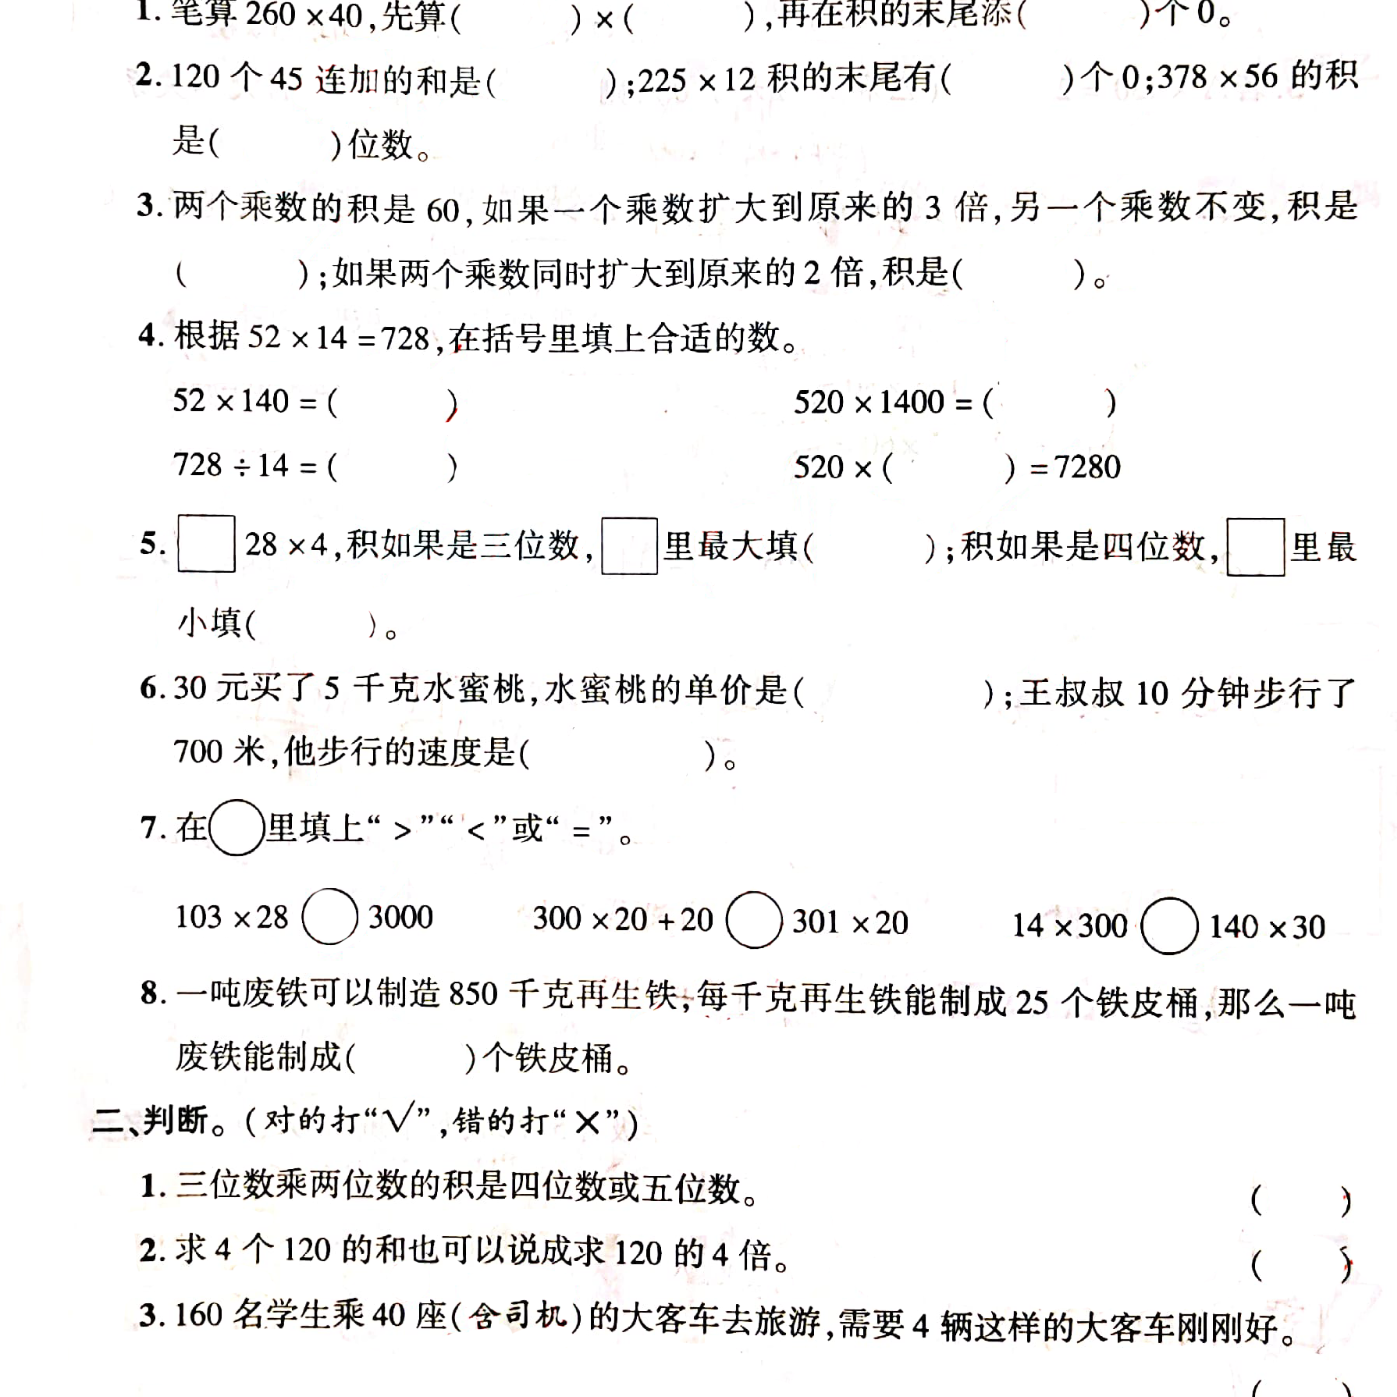 1. 笔算 260×40,先算(　　)×(　　),再在积的末尾添(　　)个 0。
2. 120 个 45 连加的和是(　　);225×12 积的末尾有(　　)个 0;378×56 的积
是(　　)位数。
3. 两个乘数的积是 60,如果一个乘数扩大到原来的 3 倍,另一个乘数不变,积是
(　　);如果两个乘数同时扩大到原来的 2 倍,积是(　　)。
4. 根据 52×14=728,在括号里填上合适的数。
52×140=(　　)　　520×1400=(　　)
728÷14=(　　)　　520×(　　)=7280
5. □28×4,积如果是三位数,□里最大填(　　);积如果是四位数,□里最
小填(　　)。
6. 30 元买了 5 千克水蜜桃,水蜜桃的单价是(　　);王叔叔 10 分钟步行了
700 米,他步行的速度是(　　)。
7. 在○里填上“>”“<”或“=”。
103×28○3000　　300×20+20○301×20　　14×300○140×30
8. 一吨废铁可以制造 850 千克再生铁,每千克再生铁能制成 25 个铁皮桶,那么一吨
废铁能制成(　　)个铁皮桶。
二、判断。(对的打“√”,错的打“×”)
1. 三位数乘两位数的积是四位数或五位数。 (　　)
2. 求 4 个 120 的和也可以说成求 120 的 4 倍。 (　　)
3. 160 名学生乘 40 座(含司机)的大客车去旅游,需要 4 辆这样的大客车刚刚好。
(　　)